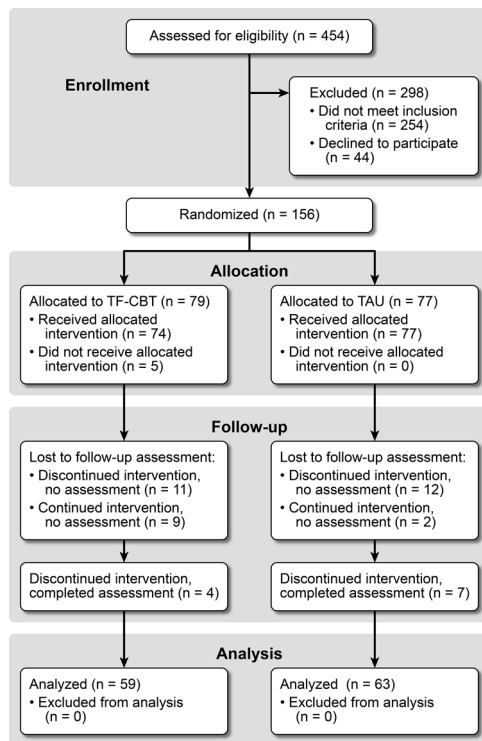 Assessed for eligibility (n = 454)
Enrollment
Excluded (n = 298)
• Did not meet inclusion
criteria (n = 254)
• Declined to participate
(n = 44)
Randomized (n = 156)
Allocation
Allocated to TF-CBT (n = 79)
• Received allocated
intervention (n = 74)
• Did not receive allocated
intervention (n = 5)
Allocated to TAU (n = 77)
• Received allocated
intervention (n = 77)
• Did not receive allocated
intervention (n = 0)
Follow-up
Lost to follow-up assessment:
• Discontinued intervention,
no assessment (n = 11)
• Continued intervention,
no assessment (n = 9)
Lost to follow-up assessment:
• Discontinued intervention,
no assessment (n = 12)
• Continued intervention,
no assessment (n = 2)
Discontinued intervention,
completed assessment (n = 4)
Discontinued intervention,
completed assessment (n = 7)
Analysis
Analyzed (n = 59)
• Excluded from analysis
(n = 0)
Analyzed (n = 63)
• Excluded from analysis
(n = 0)